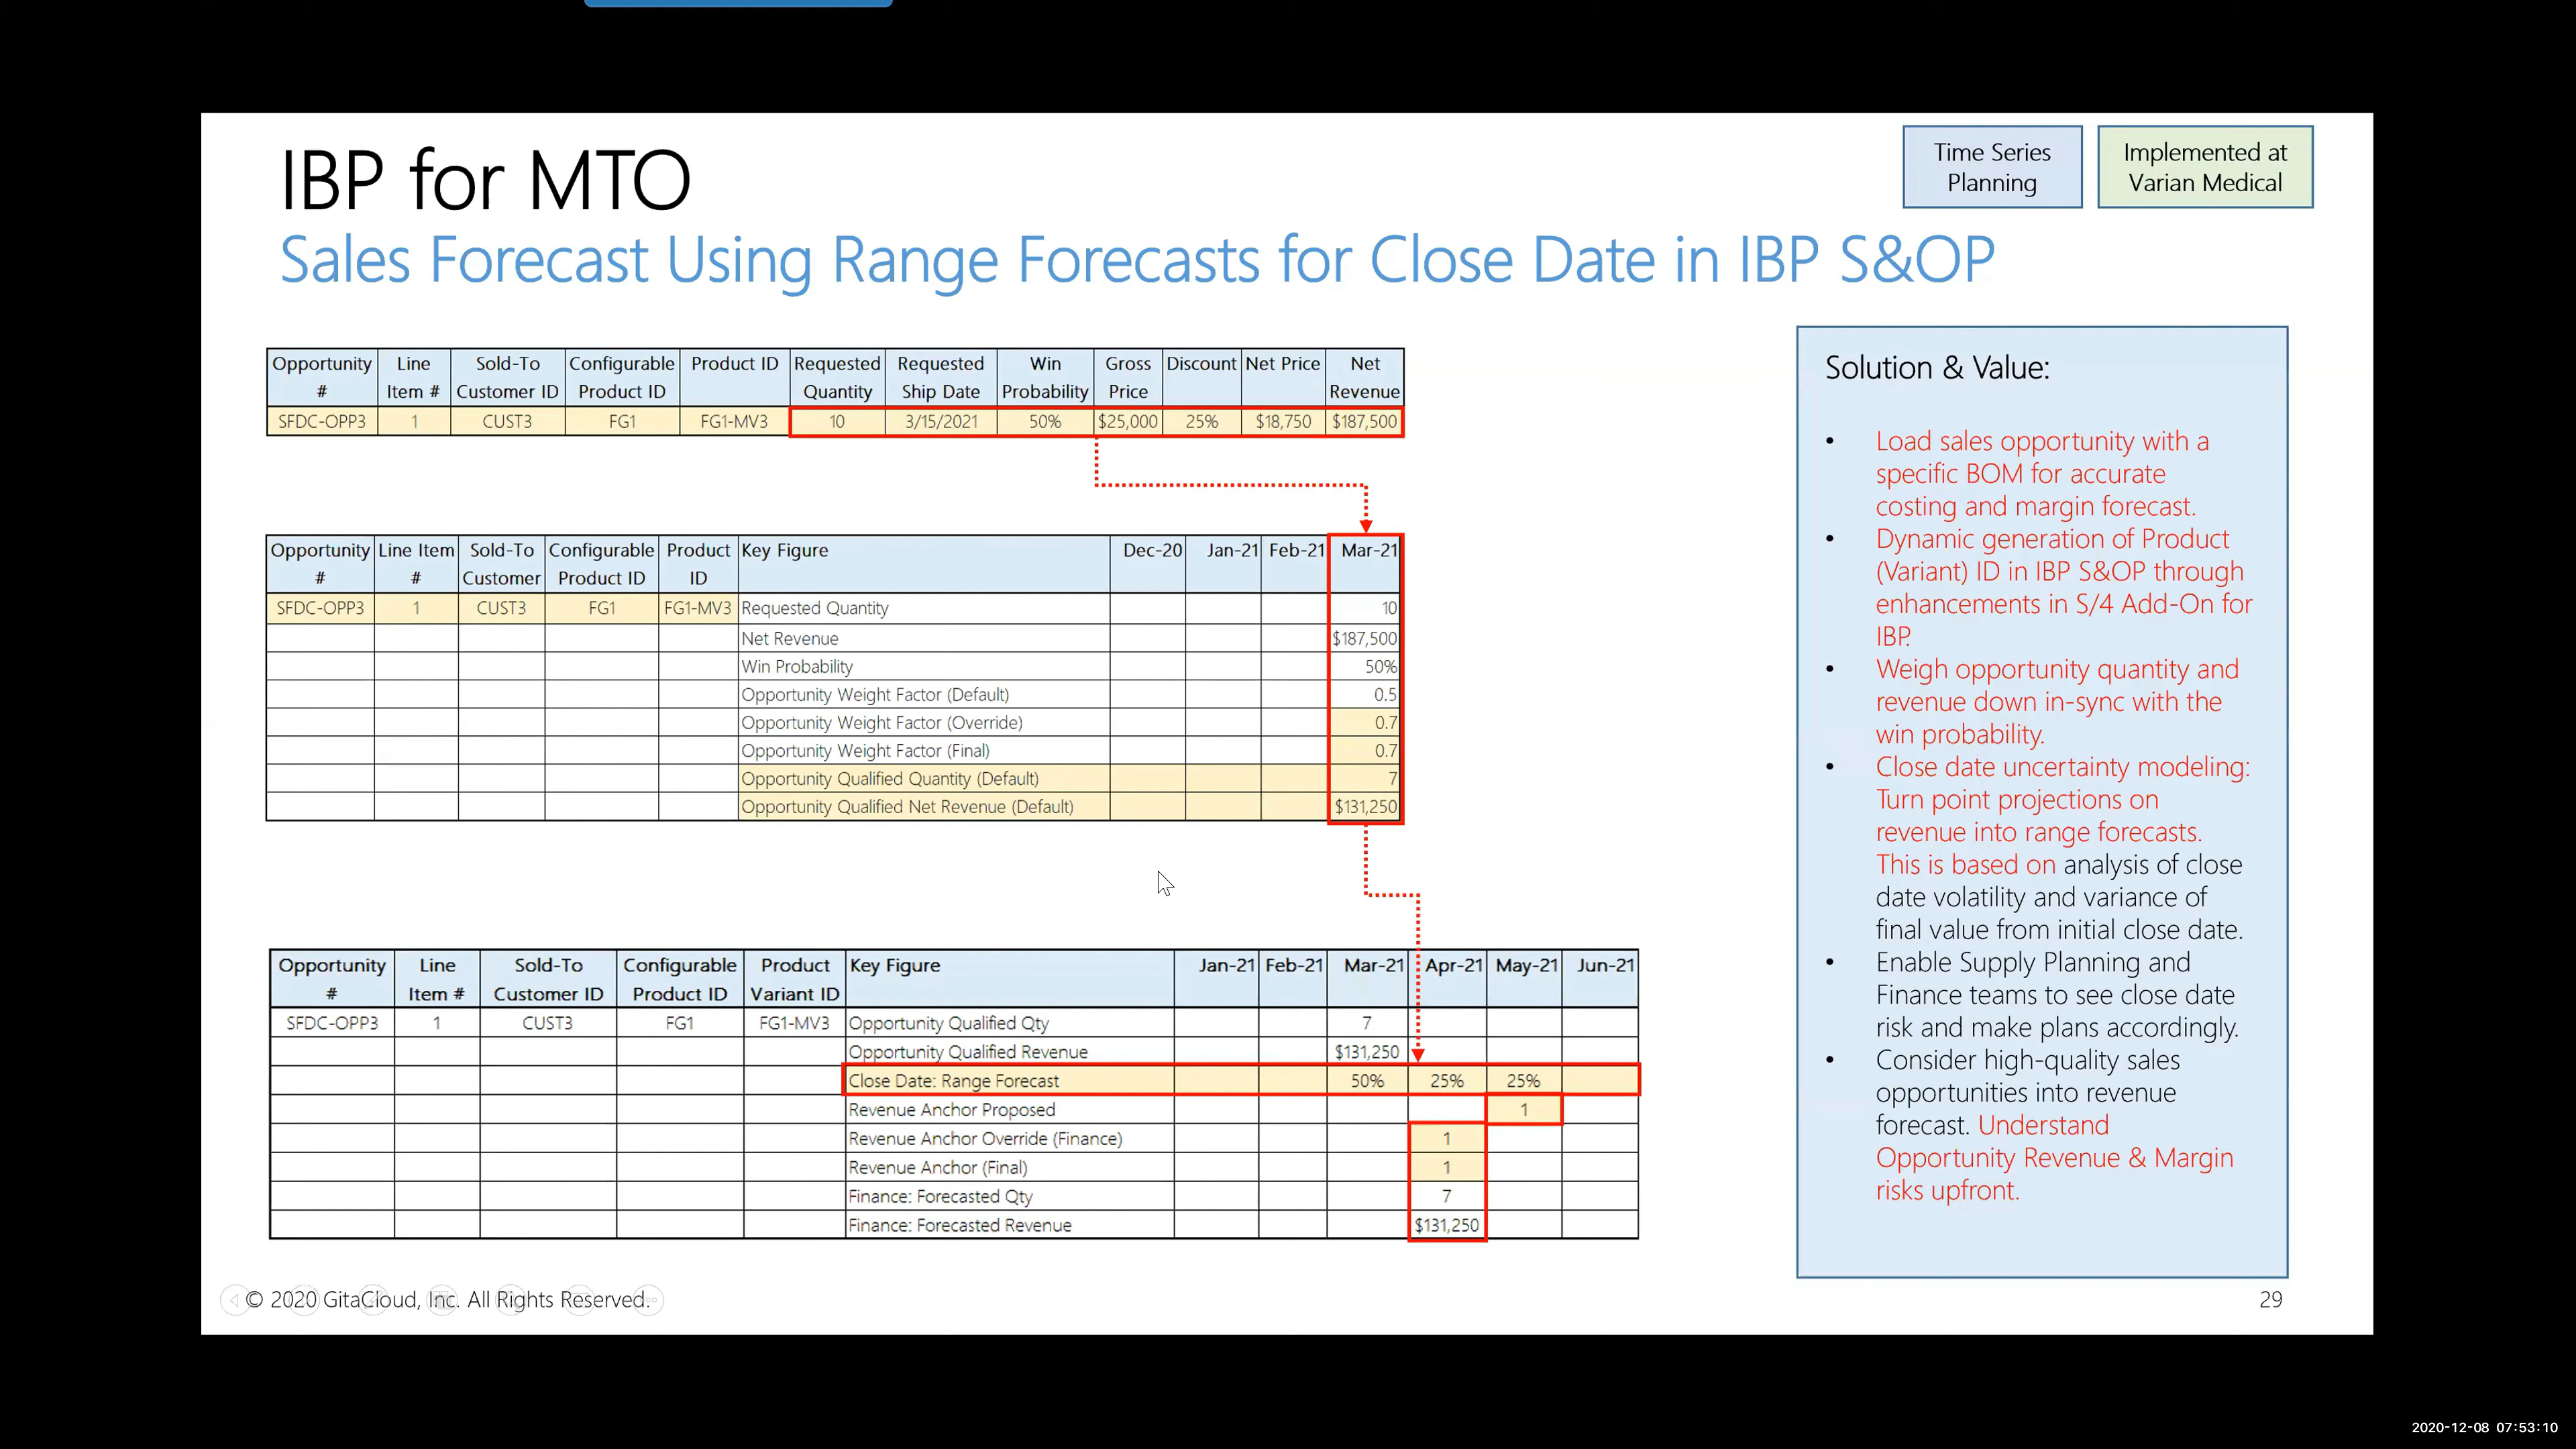 IBP for MTO
Sales Forecast Using Range Forecasts for Close Date in IBP S&OP
Time Series
Planning
Implemented at
Varian Medical
Opportunity # Line Item # Sold-To Customer ID Configurable Product ID Product ID Requested Quantity Requested Ship Date Win Probability Gross Price Discount Net Price Net Revenue
SFDC-OPP3 1 CUST3 FG1 FG1-MV3 10 3/15/2021 50% $25,000 25% $18,750 $187,500
Opportunity # Line Item # Sold-To Customer Configurable Product ID Product ID Key Figure Dec-20 Jan-21 Feb-21 Mar-21
SFDC-OPP3 1 CUST3 FG1 FG1-MV3 Requested Quantity 10
Net Revenue $187,500
Win Probability 50%
Opportunity Weight Factor (Default) 0.5
Opportunity Weight Factor (Override) 0.7
Opportunity Weight Factor (Final) 0.7
Opportunity Qualified Quantity (Default) 7
Opportunity Qualified Net Revenue (Default) $131,250
Opportunity # Line Item # Sold-To Customer ID Configurable Product ID Product Variant ID Key Figure Jan-21 Feb-21 Mar-21 Apr-21 May-21 Jun-21
SFDC-OPP3 1 CUST3 FG1 FG1-MV3 Opportunity Qualified Qty 7
Opportunity Qualified Revenue $131,250
Close Date: Range Forecast 50% 25% 25%
Revenue Anchor Proposed 1
Revenue Anchor Override (Finance) 1
Revenue Anchor (Final) 1
Finance: Forecasted Qty 7
Finance: Forecasted Revenue $131,250
Solution & Value:
• Load sales opportunity with a
specific BOM for accurate
costing and margin forecast.
• Dynamic generation of Product
(Variant) ID in IBP S&OP through
enhancements in S/4 Add-On for
IBP.
• Weigh opportunity quantity and
revenue down in-sync with the
win probability.
• Close date uncertainty modeling:
Turn point projections on
revenue into range forecasts.
This is based on analysis of close
date volatility and variance of
final value from initial close date.
• Enable Supply Planning and
Finance teams to see close date
risk and make plans accordingly.
• Consider high-quality sales
opportunities into revenue
forecast. Understand
Opportunity Revenue & Margin
risks upfront.
© 2020 GitaCloud, Inc. All Rights Reserved.
29
2020-12-08 07:53:10